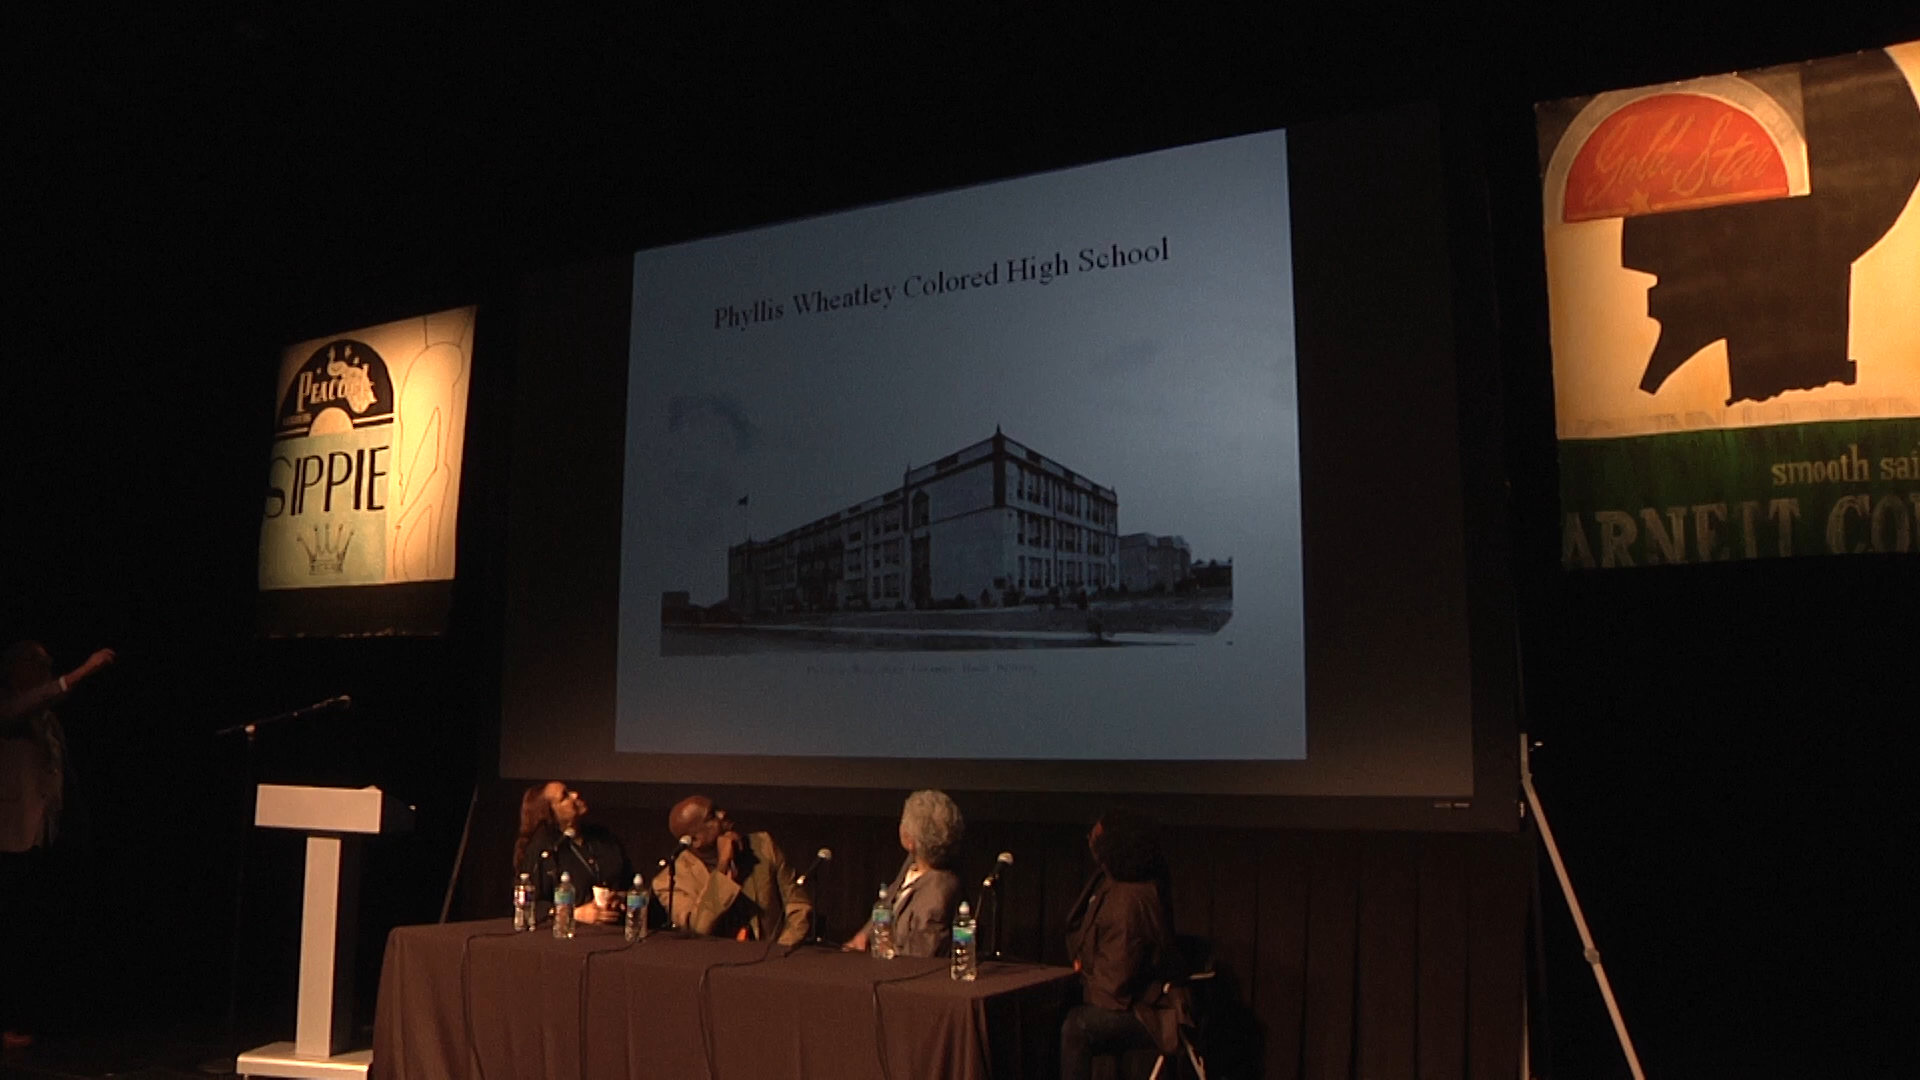 Phyllis Wheatley Colored High School
PEACOCK
SIPPIE
Gold Star
smooth sai
ARNETT CO